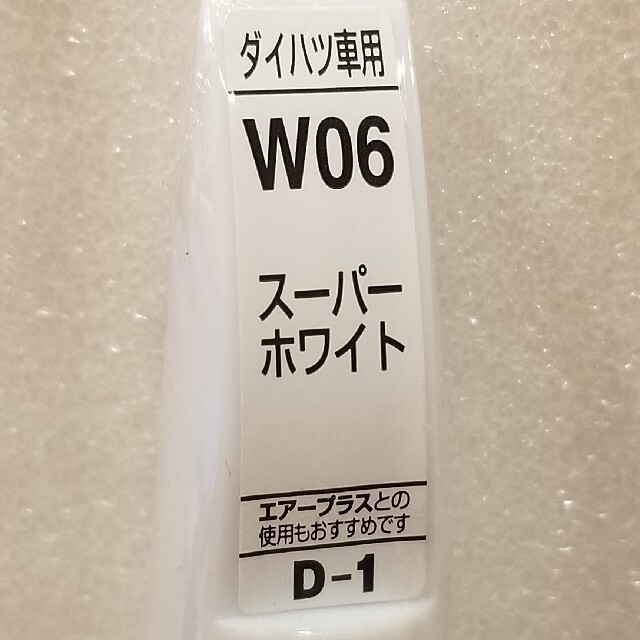 ダイハツ車用
W06
スーパー
ホワイト
エアープラスとの
使用もおすすめです
D-1